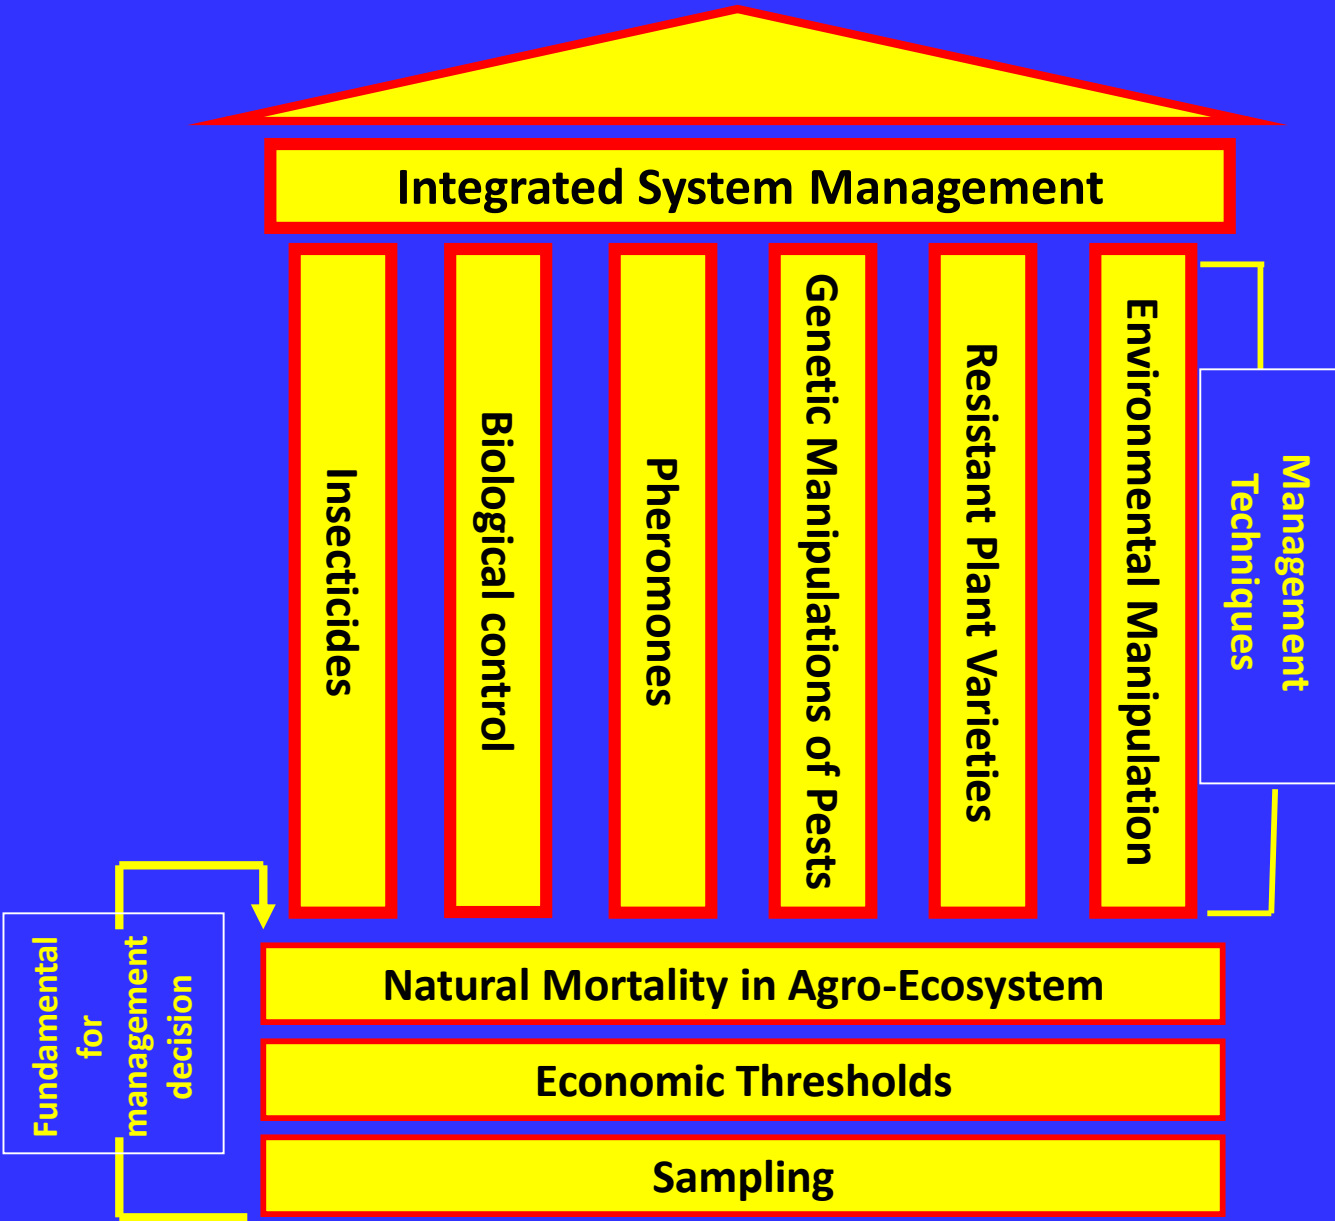 Integrated System Management
Insecticides
Biological control
Pheromones
Genetic Manipulations of Pests
Resistant Plant Varieties
Environmental Manipulation
Management
Techniques
Fundamental
for
management
decision
Natural Mortality in Agro-Ecosystem
Economic Thresholds
Sampling